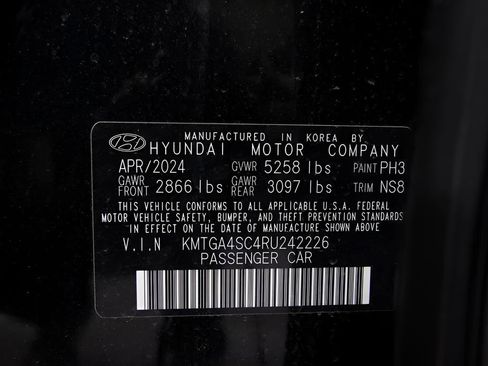 MANUFACTURED IN KOREA BY
HYUNDAI MOTOR COMPANY
APR/2024 GVWR 5258 lbs PAINT PH3
GAWR FRONT 2866 lbs GAWR REAR 3097 lbs TRIM NS8
THIS VEHICLE CONFORMS TO ALL APPLICABLE U.S.A. FEDERAL
MOTOR VEHICLE SAFETY, BUMPER, AND THEFT PREVENTION STANDARDS
IN EFFECT ON THE DATE OF MANUFACTURE SHOWN ABOVE
V.I.N KMTGA4SC4RU242226
PASSENGER CAR